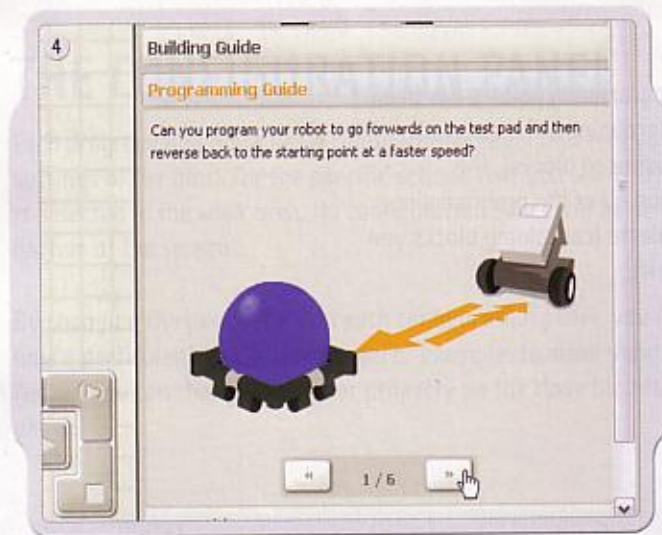 4
Building Guide
Programming Guide
Can you program your robot to go forwards on the test pad and then
reverse back to the starting point at a faster speed?
1 / 6